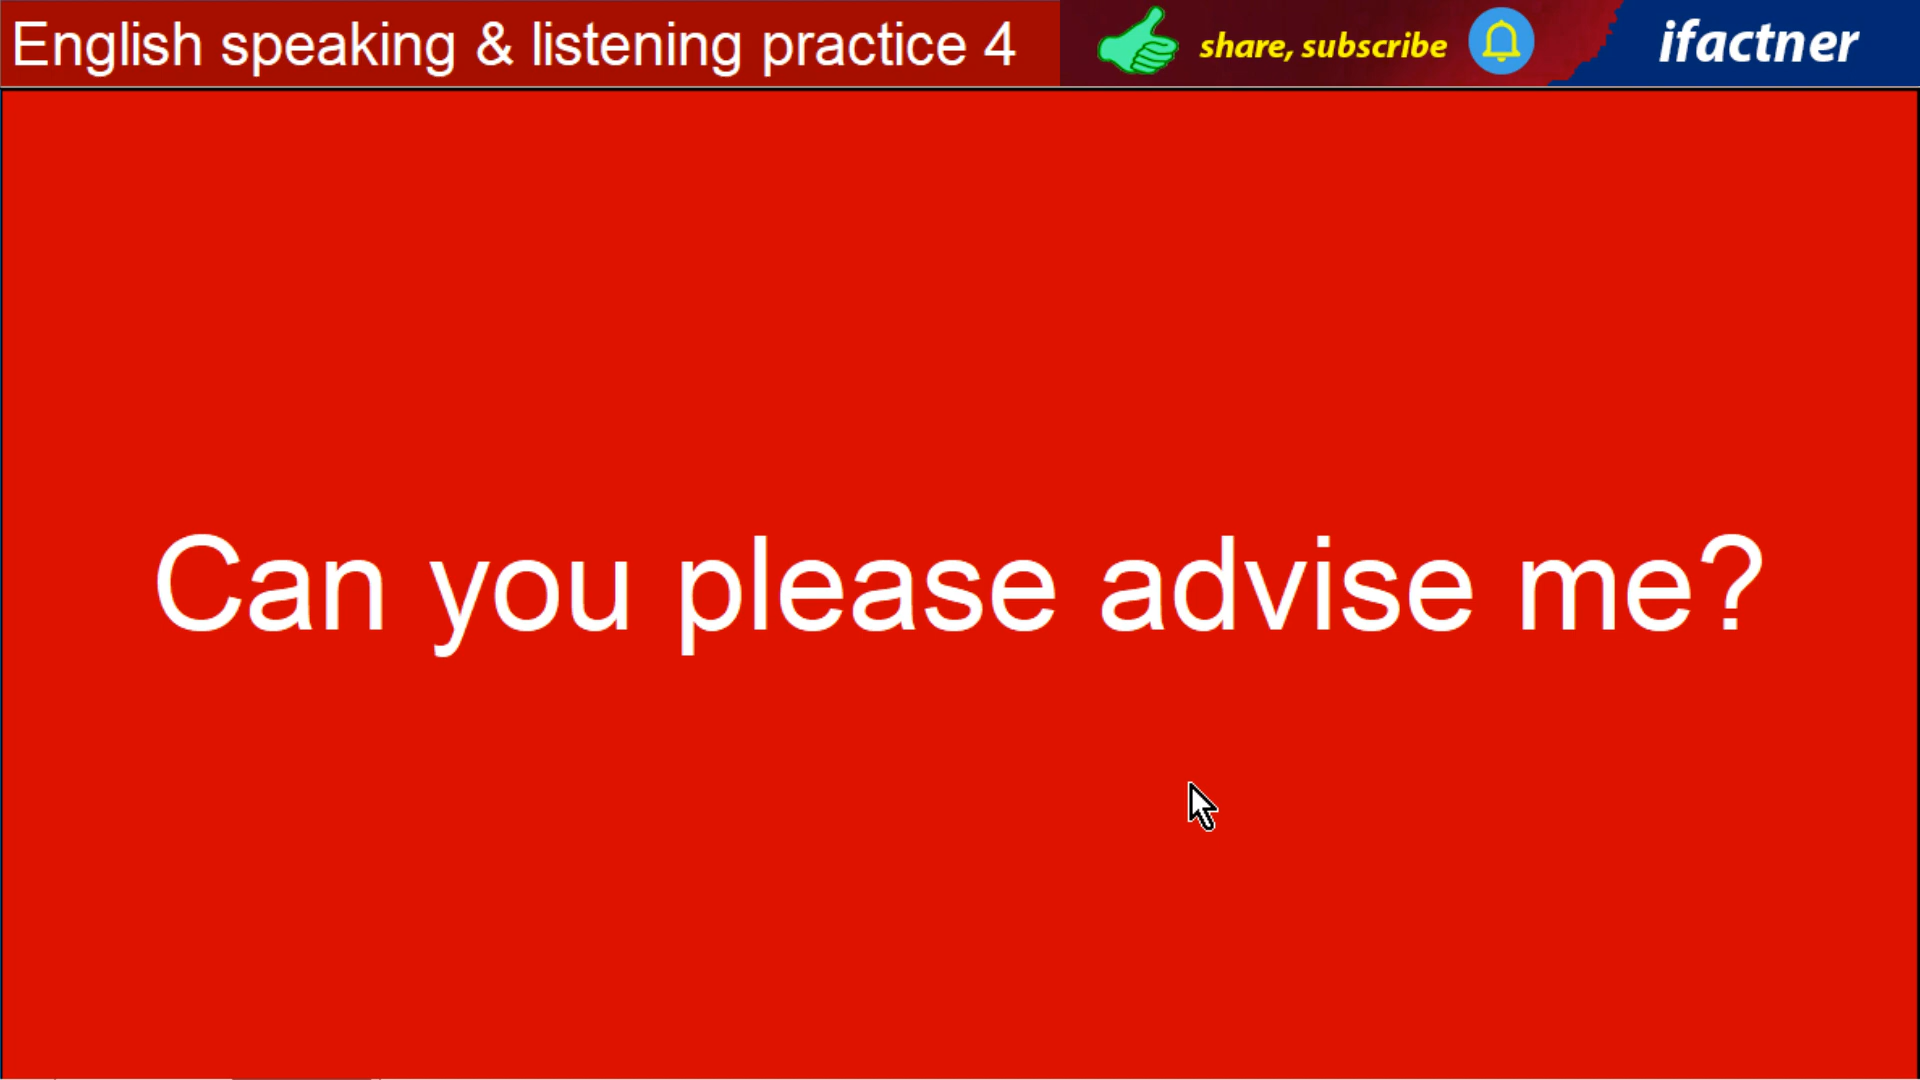 English speaking & listening practice 4
share, subscribe
ifactner
Can you please advise me?